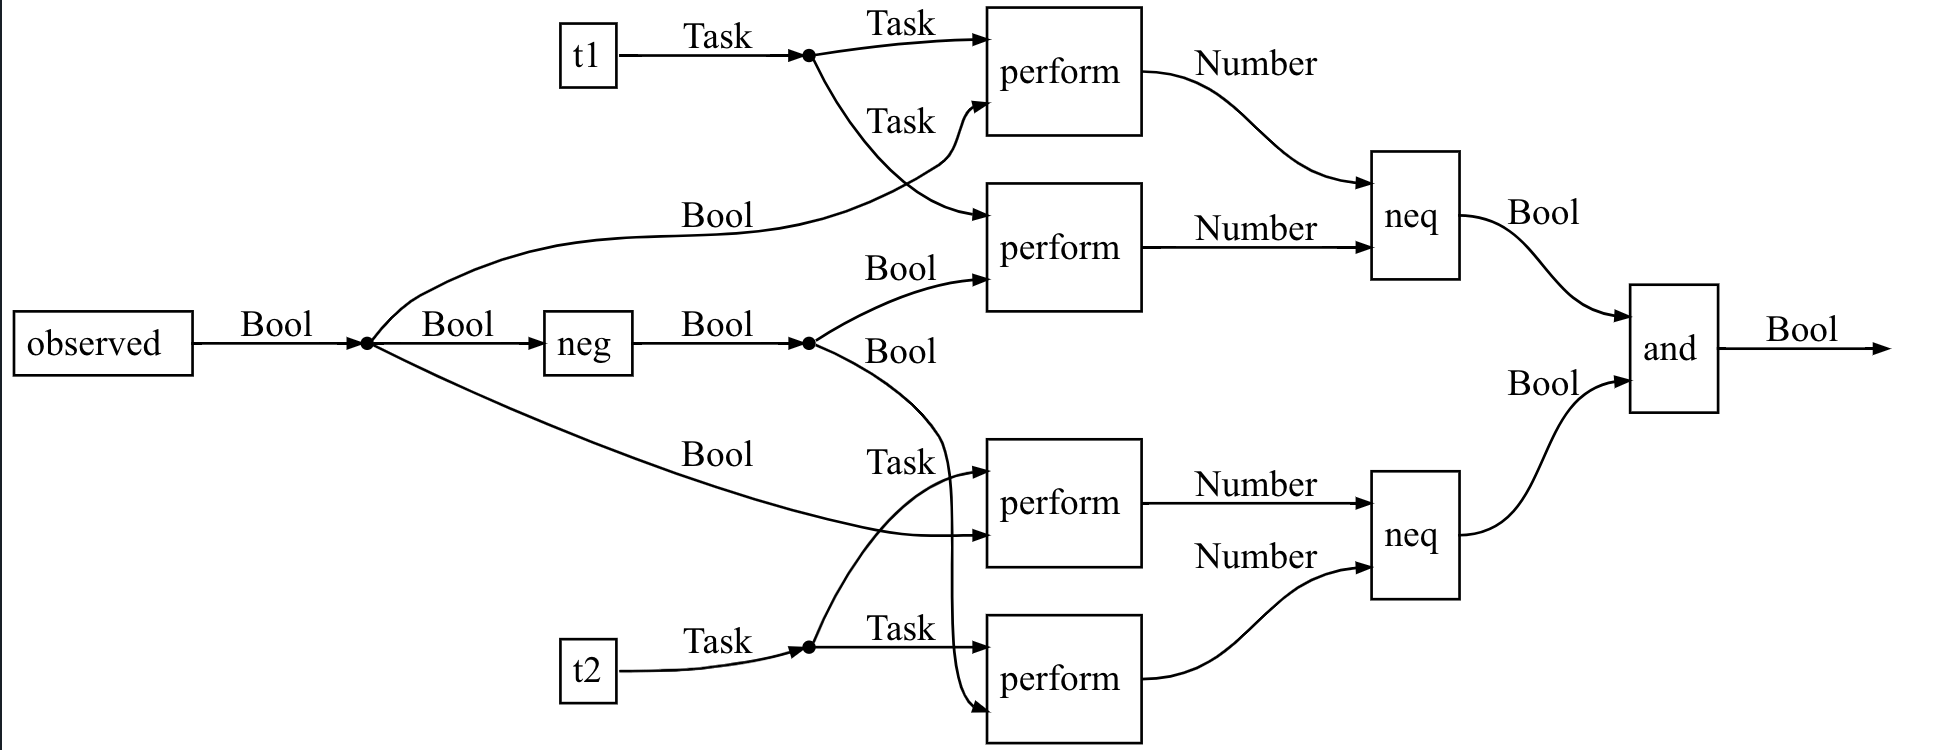 Task
t1
Task
perform
Number
Task
neq
Bool
Bool
perform
Number
Bool
observed
Bool
Bool
neg
Bool
Bool
and
Bool
Bool
Bool
Task
perform
Number
neq
Number
t2
Task
Task
perform